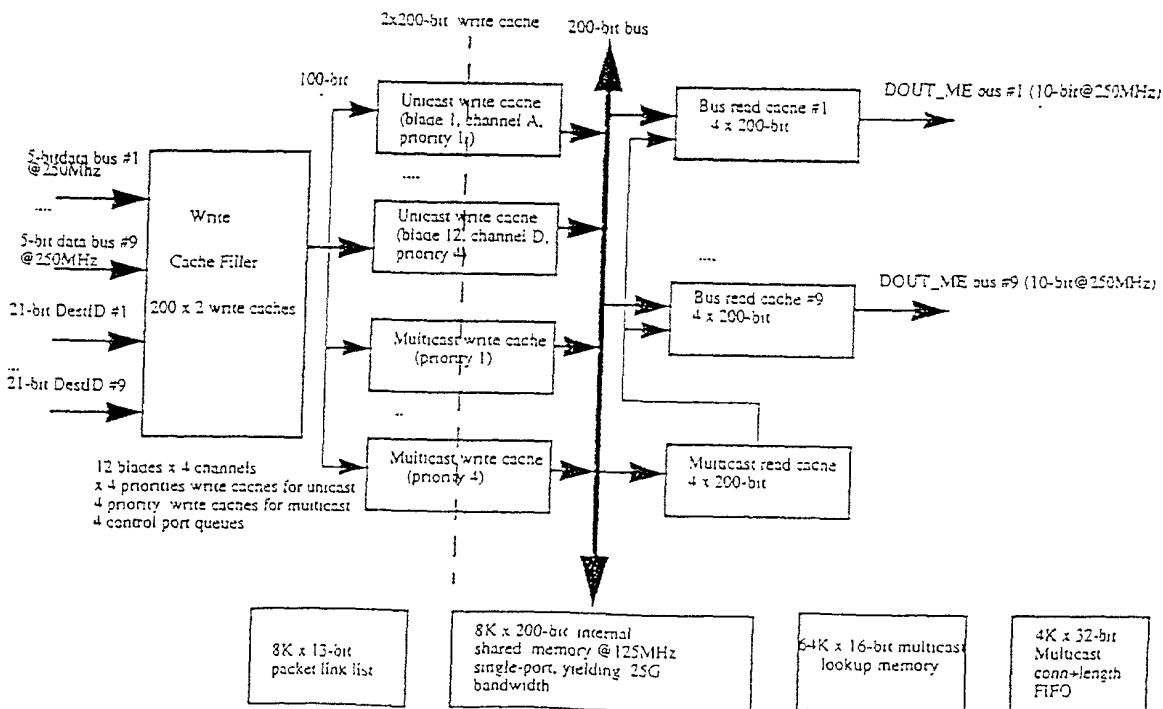 2x200-bit write cache
200-bit bus
100-bit
Unicast write cache
(blade 1, channel A,
priority 1)
....
Unicast write cache
(blade 12, channel D,
priority 4)
Multicast write cache
(priority 1)
..
Multicast write cache
(priority 4)
5-bit data bus #1
@250Mhz
....
5-bit data bus #9
@250MHz
21-bit DestID #1
...
21-bit DestID #9
Write
Cache Filler
200 x 2 write caches
12 blades x 4 channels
x 4 priorities write caches for unicast
4 priority write caches for multicast
4 control port queues
Bus read cache #1
4 x 200-bit
DOUT_ME bus #1 (10-bit@250MHz)
....
Bus read cache #9
4 x 200-bit
DOUT_ME bus #9 (10-bit@250MHz)
Multicast read cache
4 x 200-bit
8K x 13-bit
packet link list
8K x 200-bit internal
shared memory @125MHz
single-port, yielding 25G
bandwidth
64K x 16-bit multicast
lookup memory
4K x 32-bit
Multicast
conn+length
FIFO